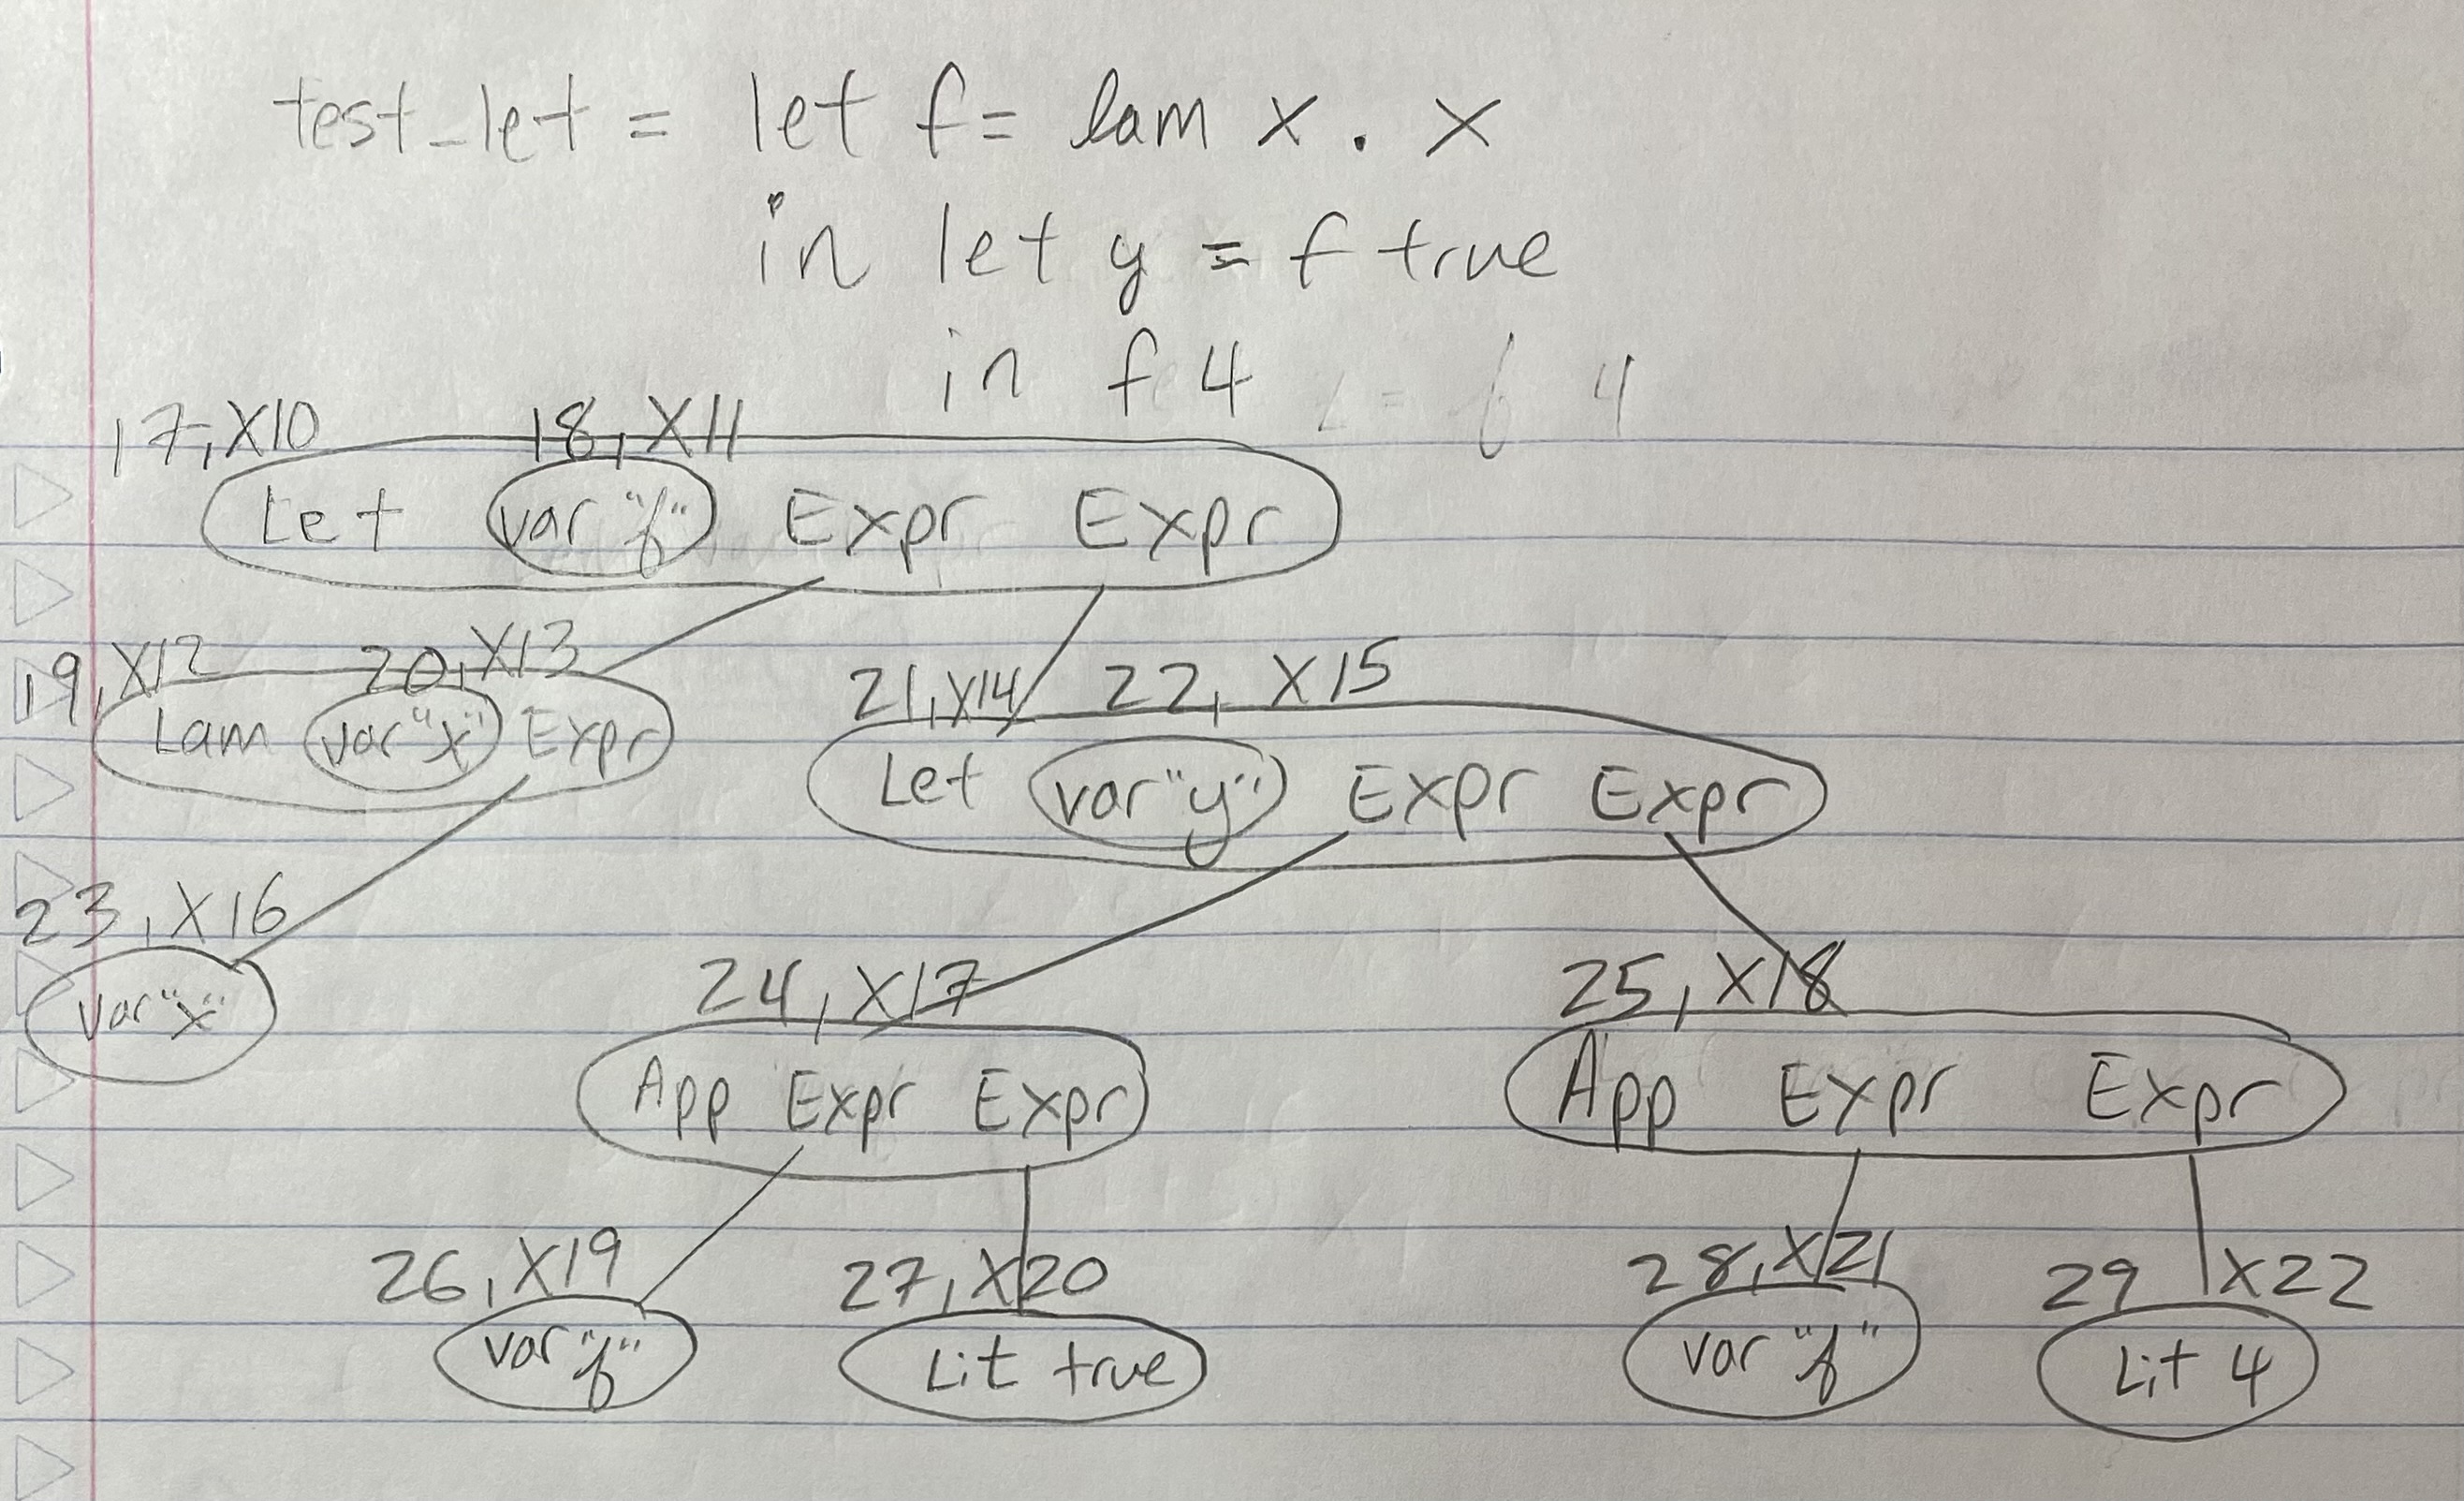 test_let = let f = lam x . x
in let y = f true
in f 4
17, X10 18, X11
Let var "f" Expr Expr
19, X12 20, X13 21, X14 22, X15
Lam var "x" Expr
Let var "y" Expr Expr
23, X16
var "x"
24, X17 25, X18
App Expr Expr App Expr Expr
26, X19 27, X20 28, X21 29 X22
var "f" Lit true var "f" Lit 4